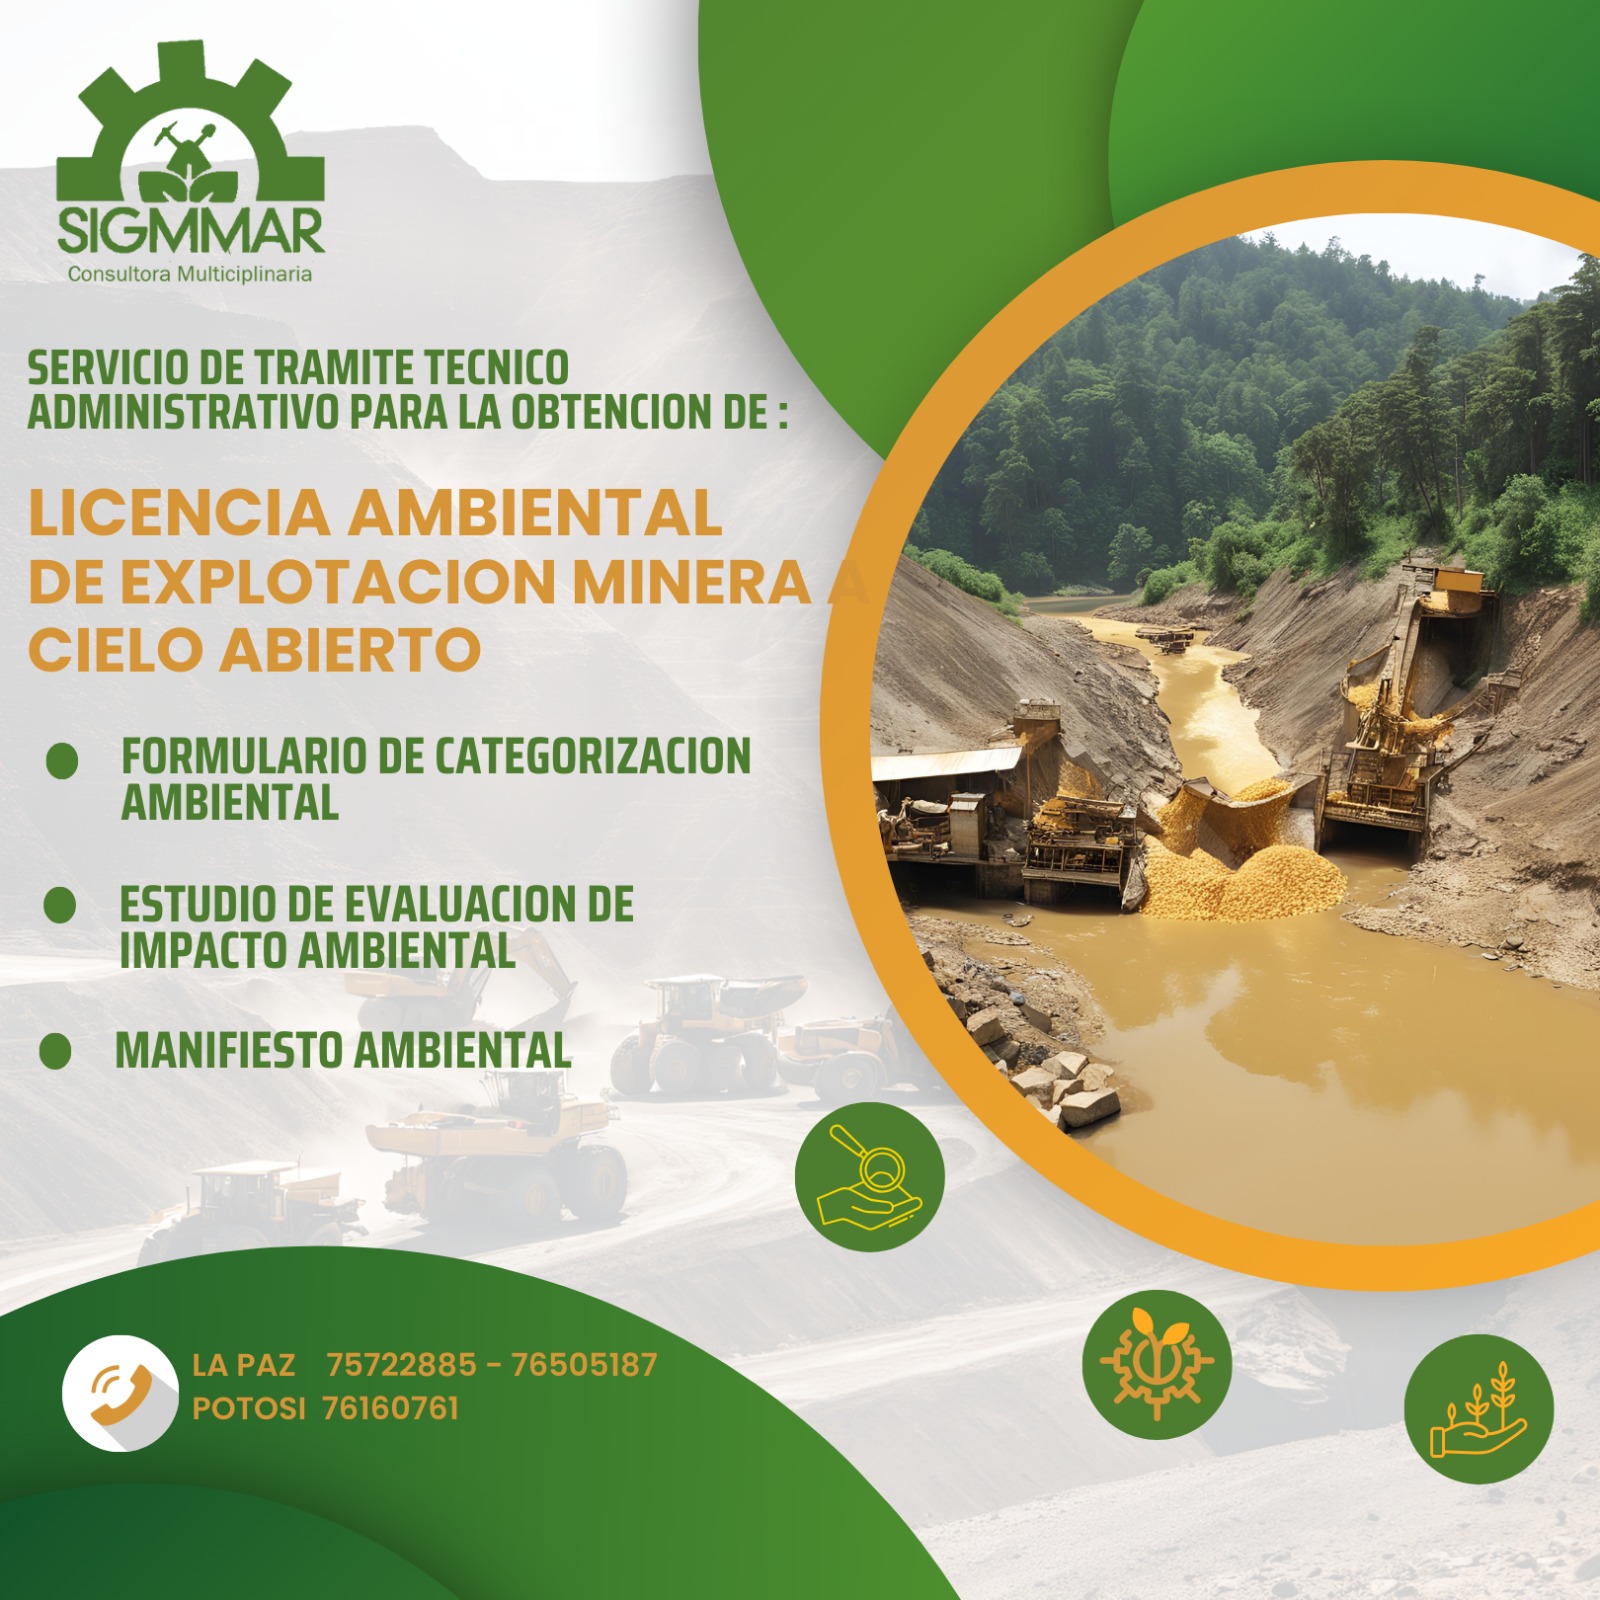 SIGMMAR
Consultora Multiciplinaria
SERVICIO DE TRAMITE TECNICO
ADMINISTRATIVO PARA LA OBTENCION DE :
LICENCIA AMBIENTAL
DE EXPLOTACION MINERA A
CIELO ABIERTO
FORMULARIO DE CATEGORIZACION
AMBIENTAL
ESTUDIO DE EVALUACION DE
IMPACTO AMBIENTAL
MANIFIESTO AMBIENTAL
LA PAZ 75722885 - 76505187
POTOSI 76160761